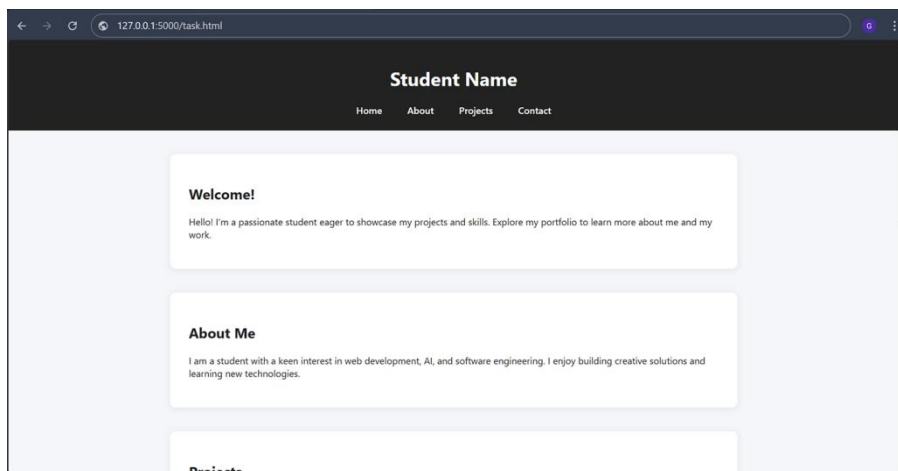 127.0.0.1:5000/task.html
G
Student Name
Home About Projects Contact
Welcome!
Hello! I'm a passionate student eager to showcase my projects and skills. Explore my portfolio to learn more about me and my
work.
About Me
I am a student with a keen interest in web development, AI, and software engineering. I enjoy building creative solutions and
learning new technologies.
Projects